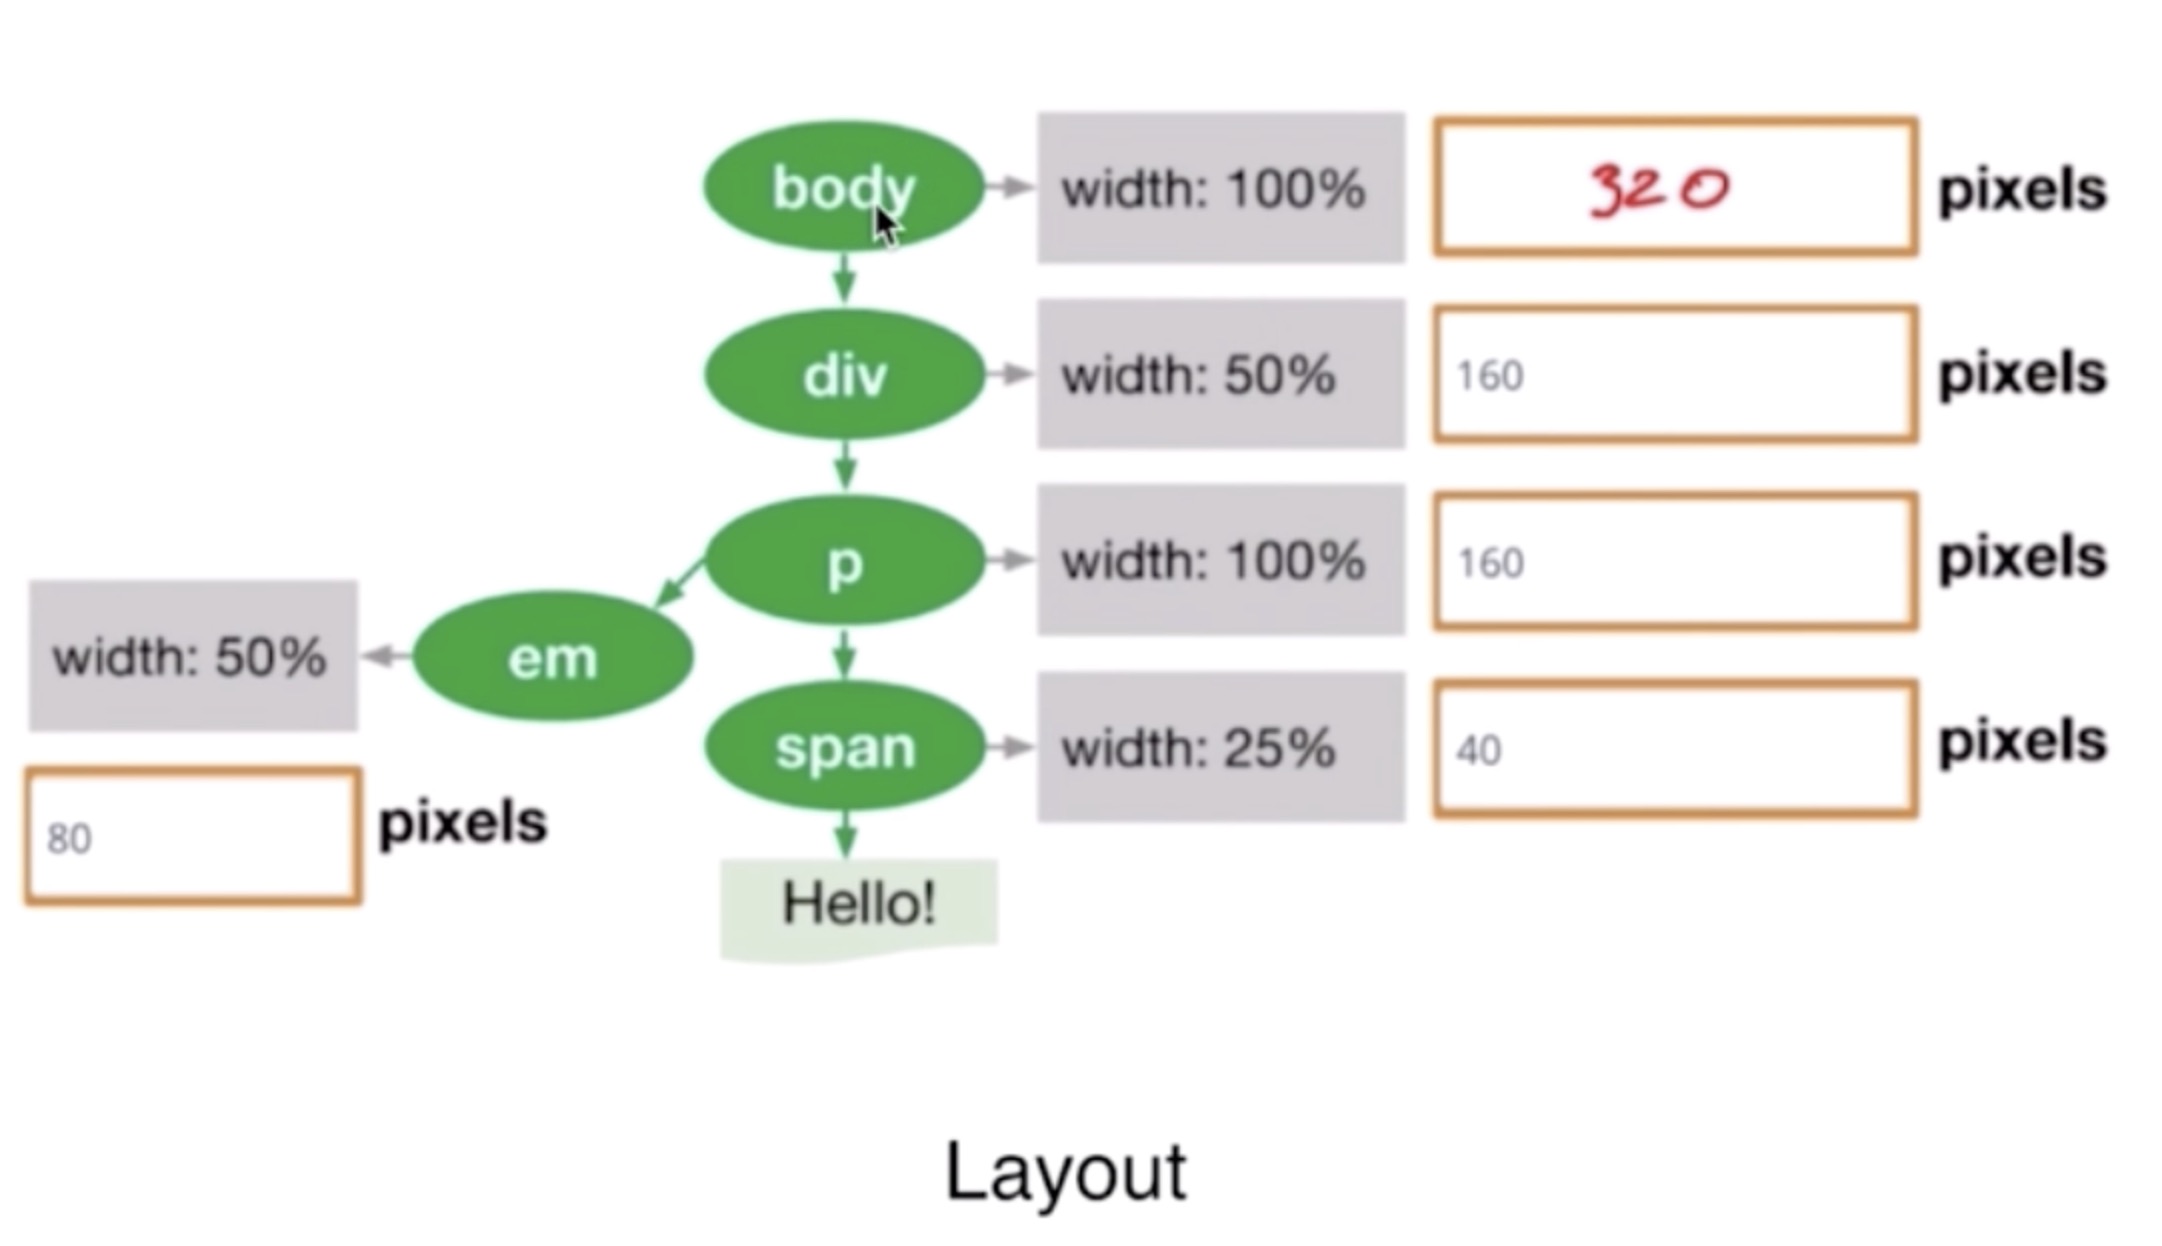 body
width: 100%
320
pixels
div
width: 50%
160
pixels
p
width: 100%
160
pixels
width: 50%
em
span
width: 25%
40
pixels
80
pixels
Hello!
Layout